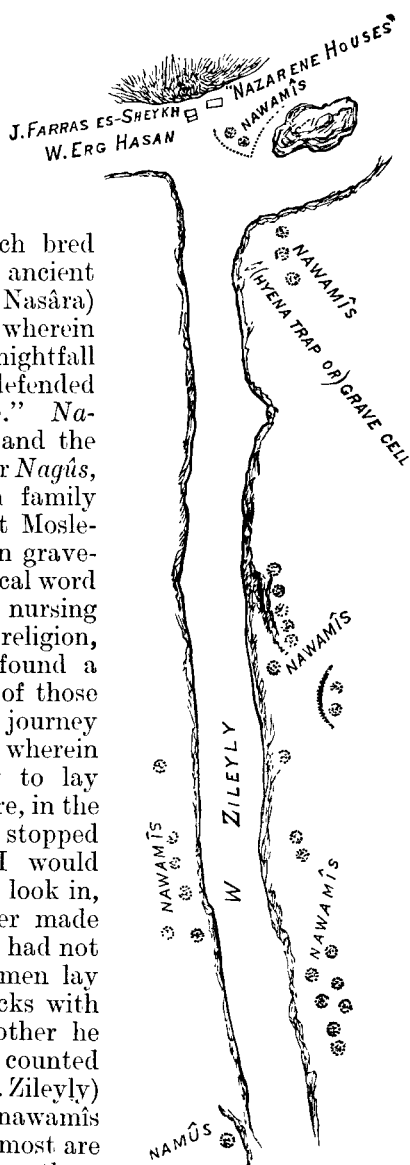 "NAZARENE HOUSES"
J. FARRAS ES-SHEYKH
W. ERG HASAN
NAWAMÎS
NAWAMÎS
(HYENA TRAP OR) GRAVE CELL
NAWAMÎS
W ZILEYLY
NAWAMÎS
NAWAMÎS
NAMÛS
ch bred
ancient
Nasâra)
wherein
nightfall
defended
." Na-
and the
r Nagûs,
family
t Mosle-
n grave-
cal word
nursing
religion,
found a
of those
journey
wherein
to lay
re, in the
stopped
I would
look in,
er made
had not
men lay
cks with
other he
counted
. Zileyly)
nawamîs
most are